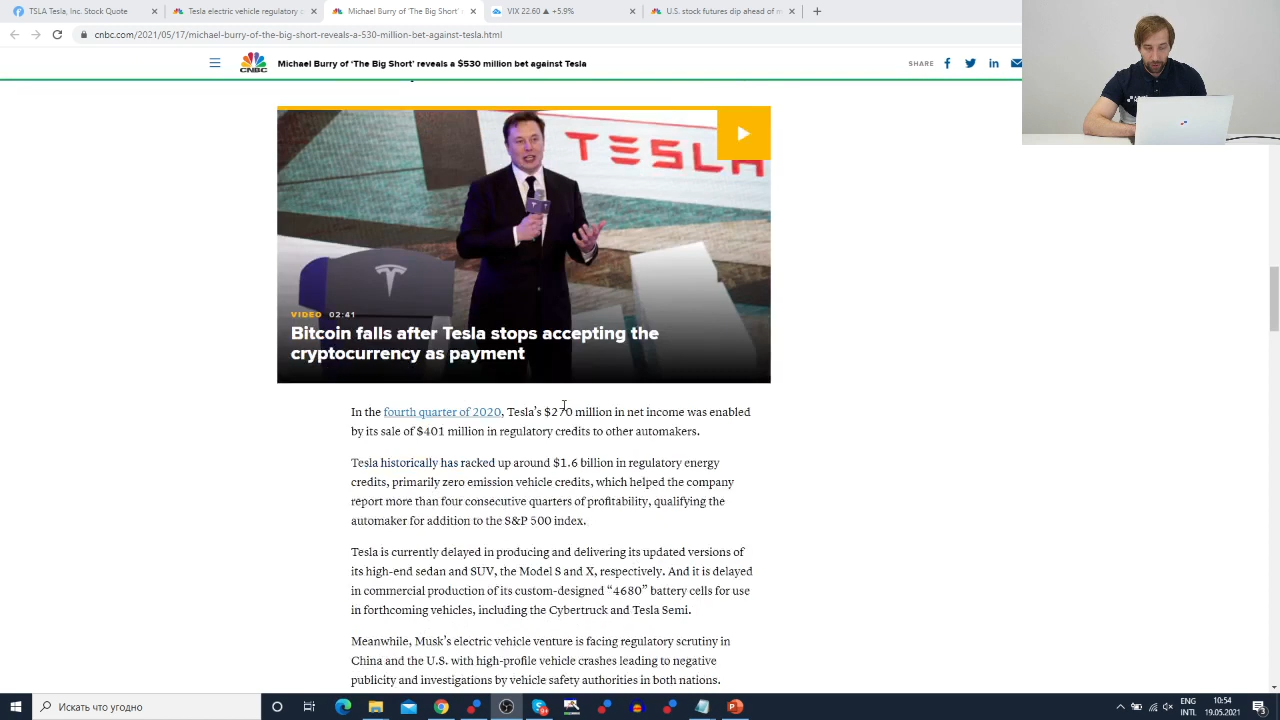 TSLA Tesla, Inc. Stock Quote
Tesla electric vehicle regulatory c
Michael Burry of 'The Big Short'
VIX 22.60 ▲ +5.9%
U.S. stock futures dip ahead of m
cnbc.com/2021/05/17/michael-burry-of-the-big-short-reveals-a-530-million-bet-against-tesla.html
CNBC
Michael Burry of 'The Big Short' reveals a $530 million bet against Tesla
SHARE
TESLA
VIDEO 02:41
Bitcoin falls after Tesla stops accepting the
cryptocurrency as payment
In the fourth quarter of 2020, Tesla's $270 million in net income was enabled
by its sale of $401 million in regulatory credits to other automakers.
Tesla historically has racked up around $1.6 billion in regulatory energy
credits, primarily zero emission vehicle credits, which helped the company
report more than four consecutive quarters of profitability, qualifying the
automaker for addition to the S&P 500 index.
Tesla is currently delayed in producing and delivering its updated versions of
its high-end sedan and SUV, the Model S and X, respectively. And it is delayed
in commercial production of its custom-designed “4680” battery cells for use
in forthcoming vehicles, including the Cybertruck and Tesla Semi.
Meanwhile, Musk's electric vehicle venture is facing regulatory scrutiny in
China and the U.S. with high-profile vehicle crashes leading to negative
publicity and investigations by vehicle safety authorities in both nations.
Искать что угодно
ENG
INTL
10:54
19.05.2021